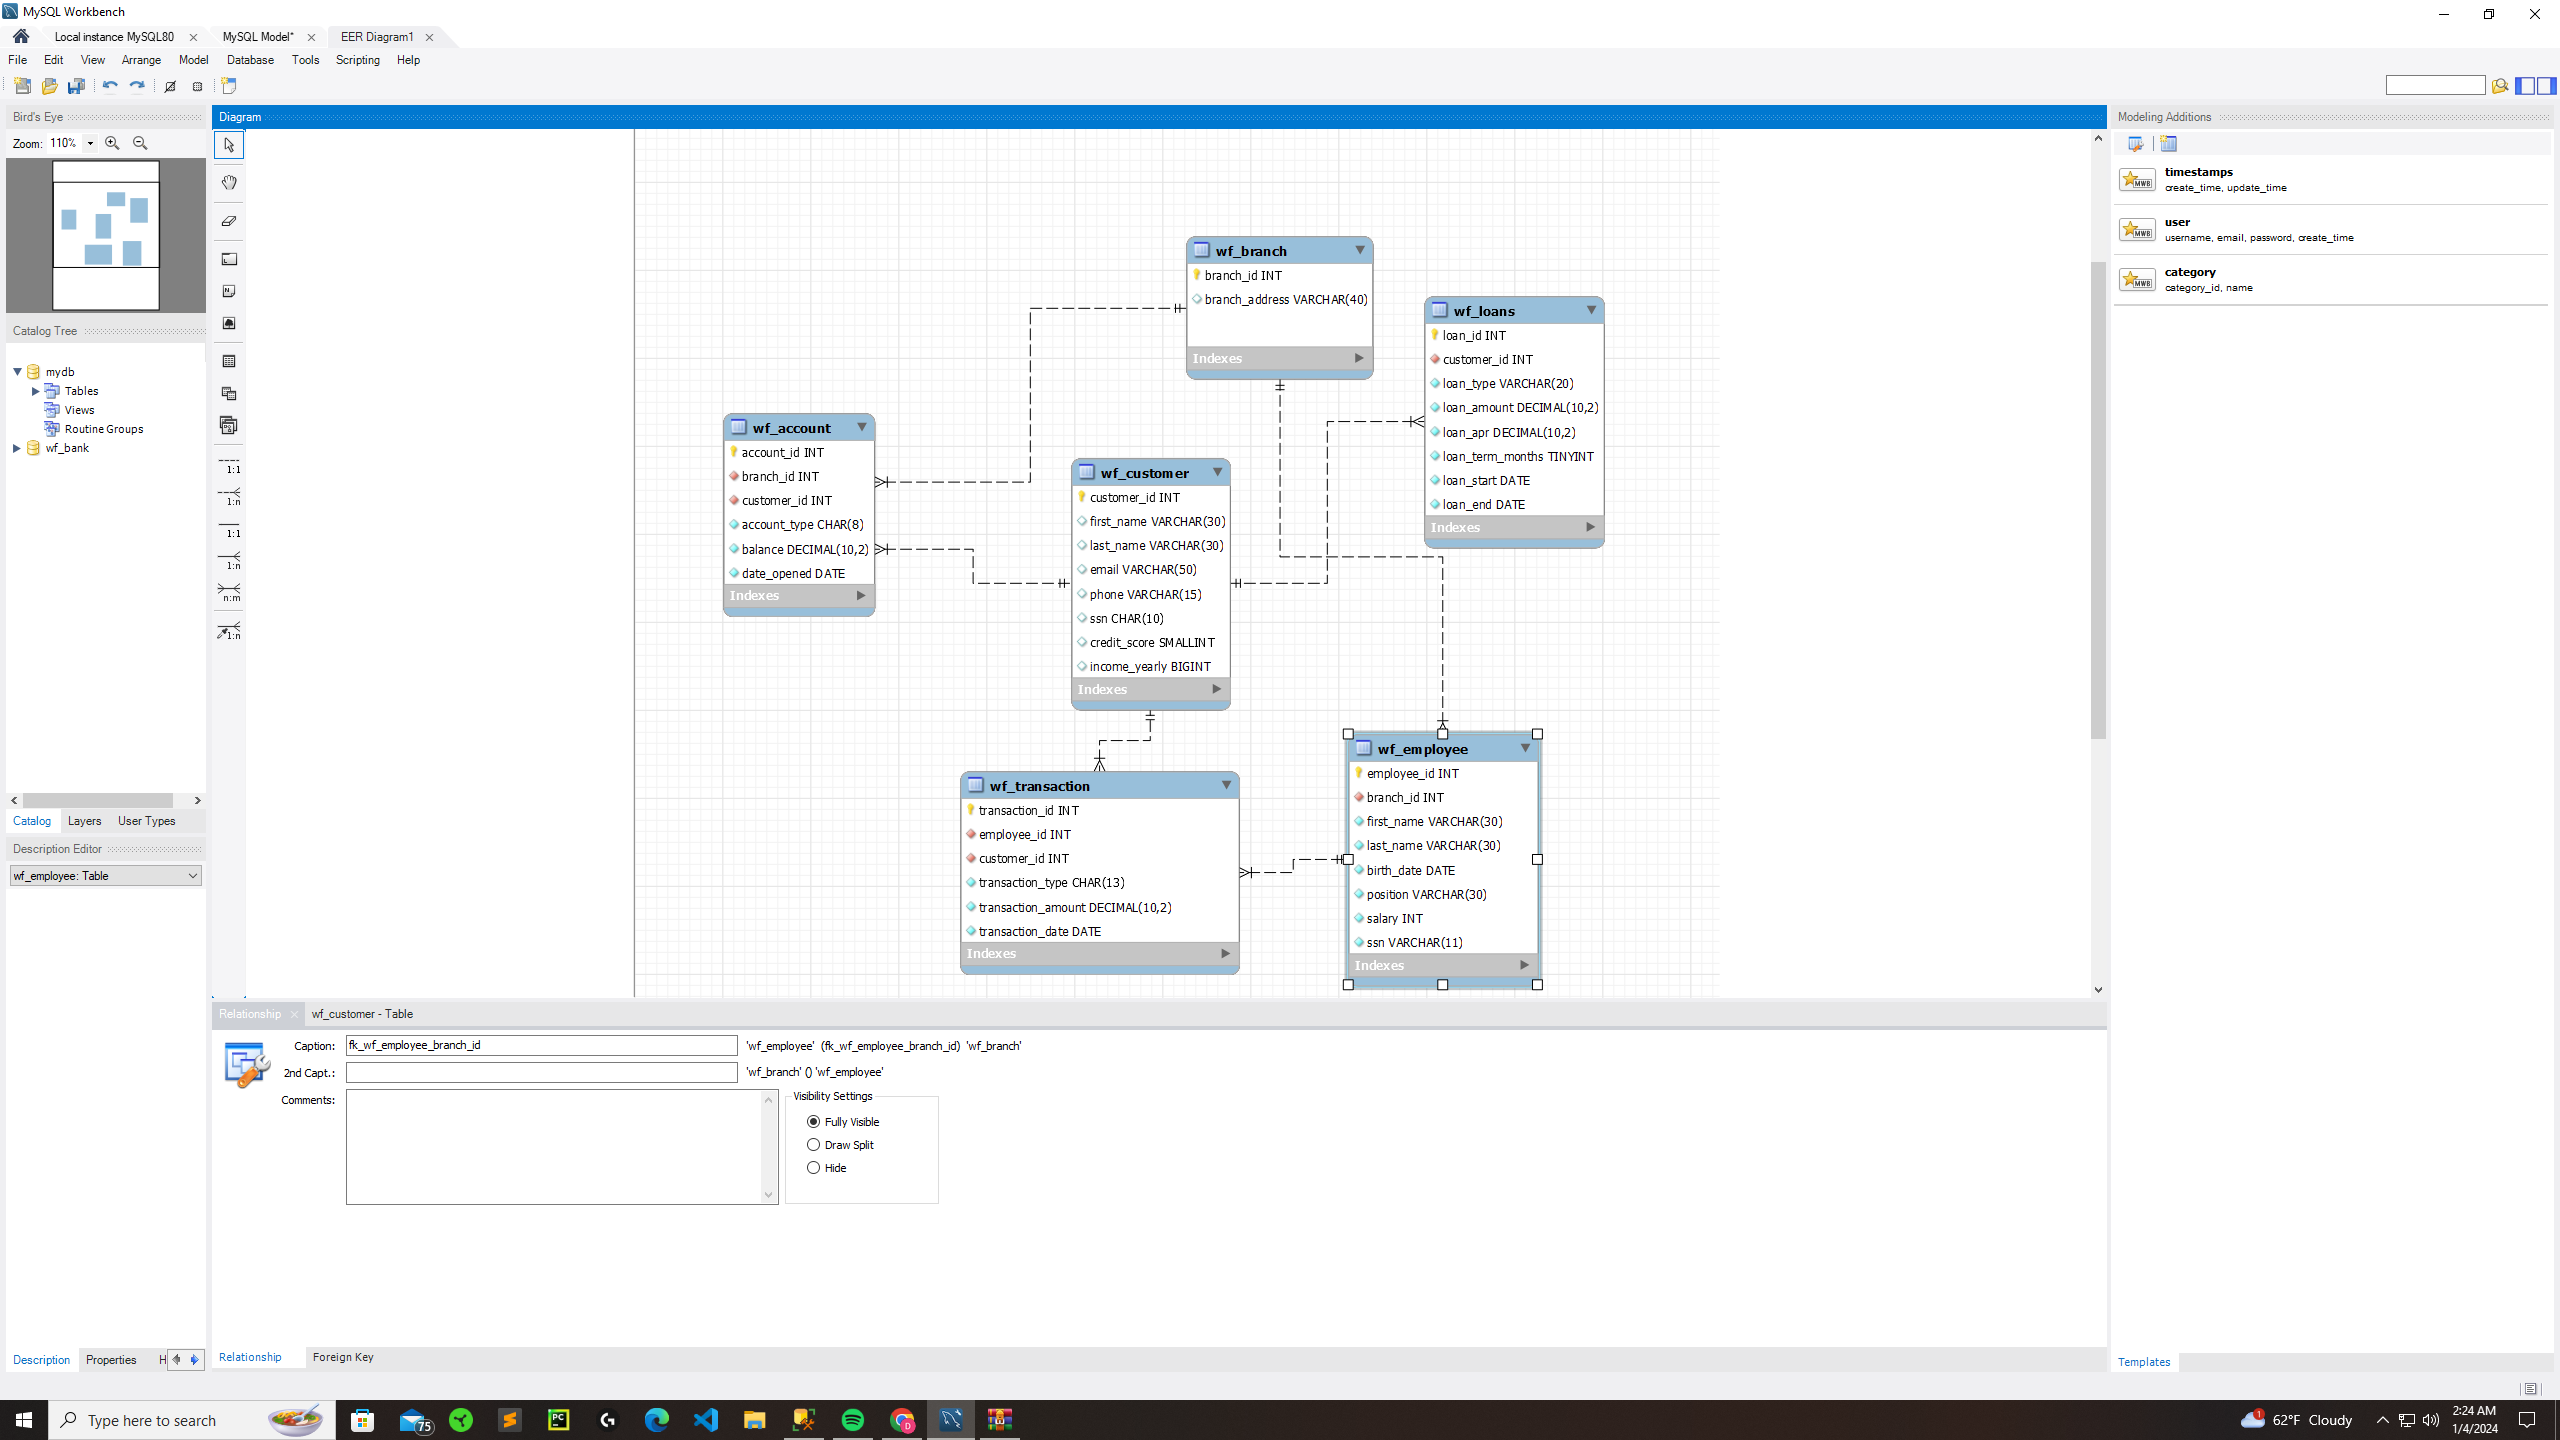 MySQL Workbench
Local instance MySQL80
MySQL Model*
EER Diagram1
File Edit View Arrange Model Database Tools Scripting Help
Bird's Eye
Zoom: 110%
Catalog Tree
mydb
Tables
Views
Routine Groups
wf_bank
Catalog Layers User Types
Description Editor
wf_employee: Table
Description Properties H
Diagram
1:1
1:n
1:1
1:n
n:m
1:n
wf_branch
branch_id INT
branch_address VARCHAR(40)
Indexes
wf_loans
loan_id INT
customer_id INT
loan_type VARCHAR(20)
loan_amount DECIMAL(10,2)
loan_apr DECIMAL(10,2)
loan_term_months TINYINT
loan_start DATE
loan_end DATE
Indexes
wf_account
account_id INT
branch_id INT
customer_id INT
account_type CHAR(8)
balance DECIMAL(10,2)
date_opened DATE
Indexes
wf_customer
customer_id INT
first_name VARCHAR(30)
last_name VARCHAR(30)
email VARCHAR(50)
phone VARCHAR(15)
ssn CHAR(10)
credit_score SMALLINT
income_yearly BIGINT
Indexes
wf_transaction
transaction_id INT
employee_id INT
customer_id INT
transaction_type CHAR(13)
transaction_amount DECIMAL(10,2)
transaction_date DATE
Indexes
wf_employee
employee_id INT
branch_id INT
first_name VARCHAR(30)
last_name VARCHAR(30)
birth_date DATE
position VARCHAR(30)
salary INT
ssn VARCHAR(11)
Indexes
Relationship
wf_customer - Table
Caption: fk_wf_employee_branch_id 'wf_employee' (fk_wf_employee_branch_id) 'wf_branch'
2nd Capt.: 'wf_branch' () 'wf_employee'
Comments:
Visibility Settings
Fully Visible
Draw Split
Hide
Relationship
Foreign Key
Modeling Additions
timestamps
create_time, update_time
user
username, email, password, create_time
category
category_id, name
Templates
Type here to search
75
PC
D
1
62°F Cloudy
2:24 AM
1/4/2024